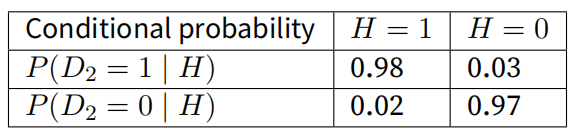 Conditional probability H = 1 H = 0
P(D₂ = 1 | H) 0.98 0.03
P(D₂ = 0 | H) 0.02 0.97